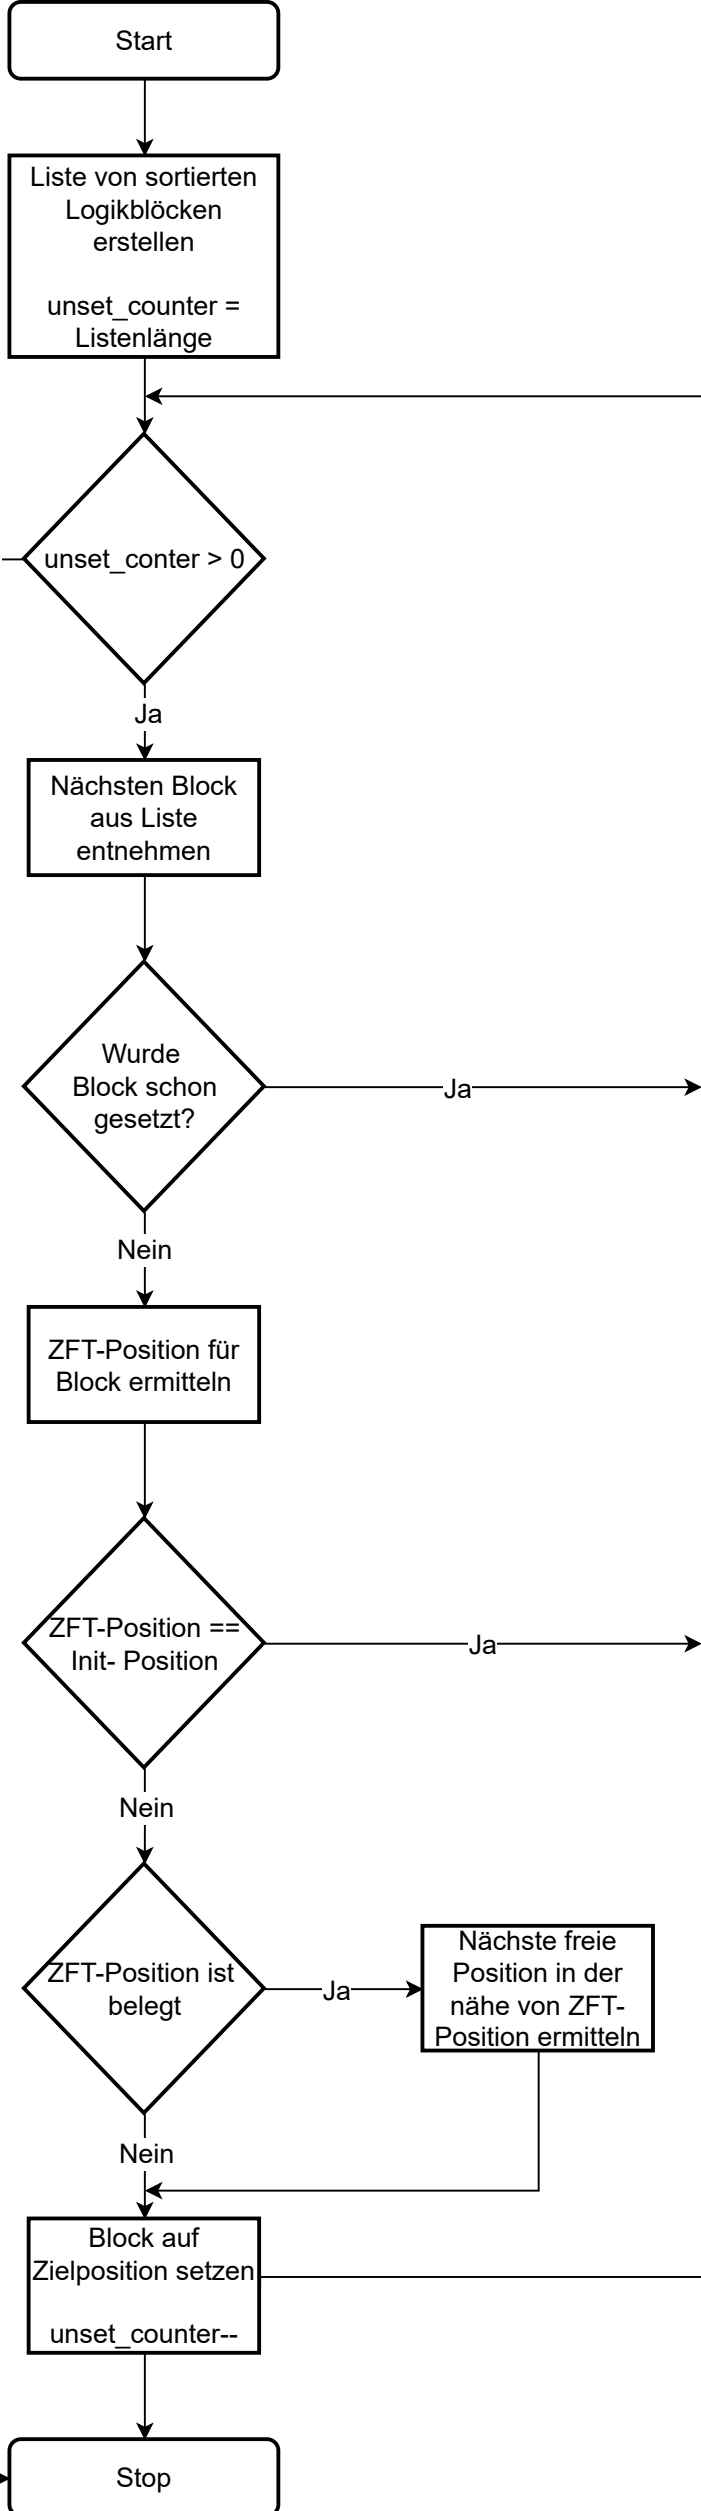 Start
Liste von sortierten
Logikblöcken
erstellen
unset_counter =
Listenlänge
unset_conter > 0
Ja
Nächsten Block
aus Liste
entnehmen
Wurde
Block schon
gesetzt?
Ja
Nein
ZFT-Position für
Block ermitteln
ZFT-Position ==
Init- Position
Ja
Nein
ZFT-Position ist
belegt
Ja
Nächste freie
Position in der
nähe von ZFT-
Position ermitteln
Nein
Block auf
Zielposition setzen
unset_counter--
Stop